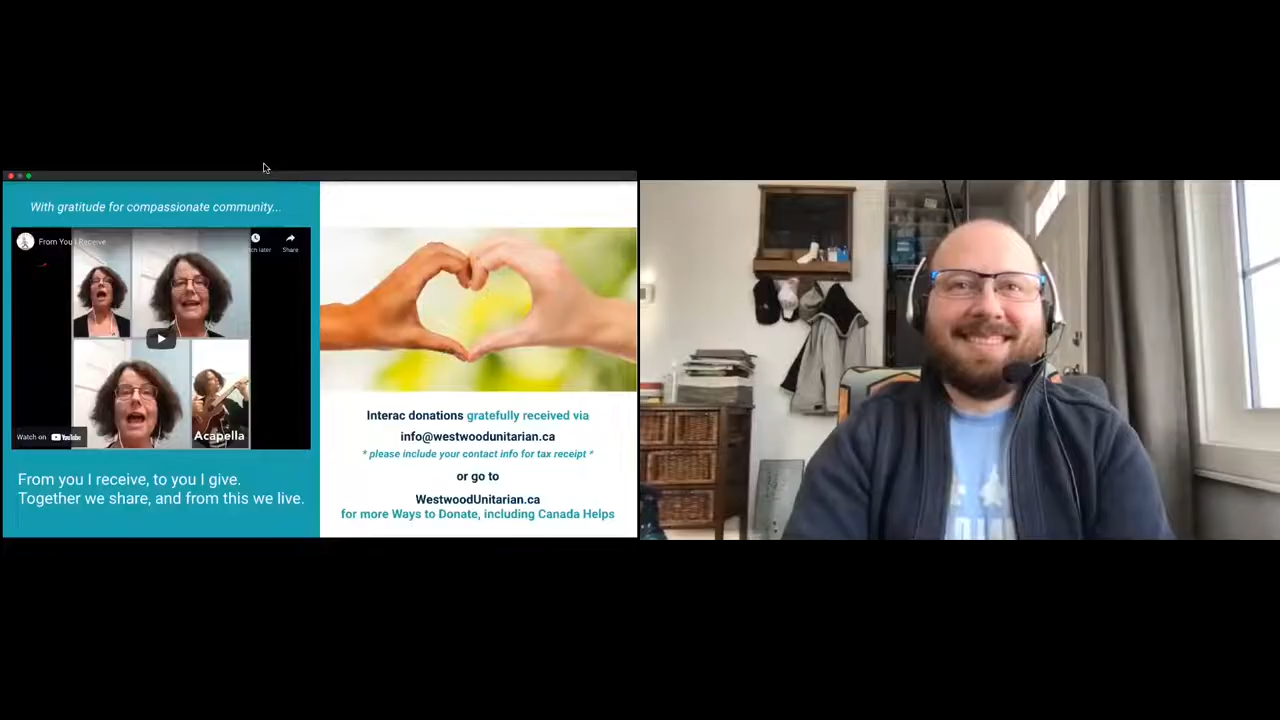 With gratitude for compassionate community...
From You I Receive
Share
Watch on YouTube
Acapella
From you I receive, to you I give.
Together we share, and from this we live.
Interac donations gratefully received via
info@westwoodunitarian.ca
* please include your contact info for tax receipt *
or go to
WestwoodUnitarian.ca
for more Ways to Donate, including Canada Helps